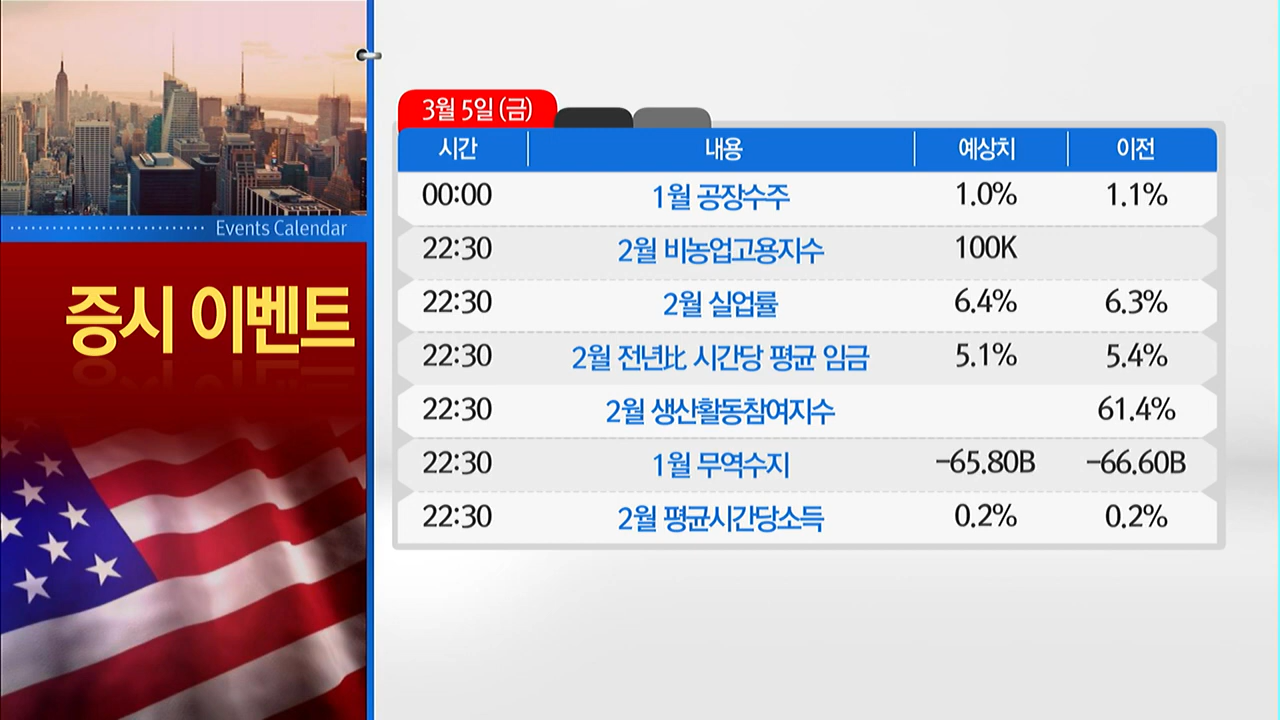 Events Calendar
증시 이벤트
3월 5일 (금)
시간 내용 예상치 이전
00:00 1월 공장수주 1.0% 1.1%
22:30 2월 비농업고용지수 100K
22:30 2월 실업률 6.4% 6.3%
22:30 2월 전년比 시간당 평균 임금 5.1% 5.4%
22:30 2월 생산활동참여지수 61.4%
22:30 1월 무역수지 -65.80B -66.60B
22:30 2월 평균시간당소득 0.2% 0.2%